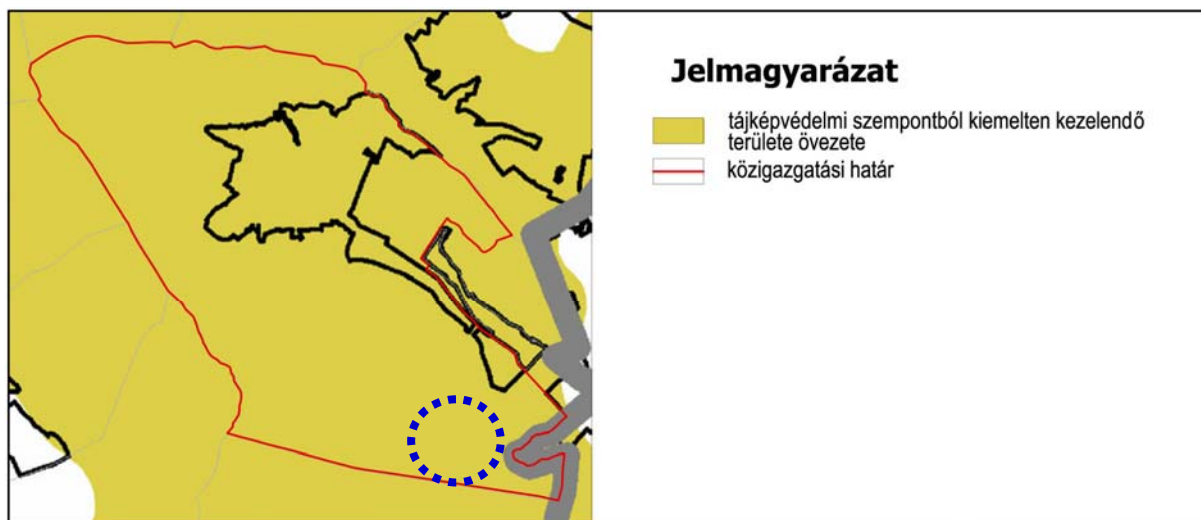 Jelmagyarázat
tájképvédelmi szempontból kiemelten kezelendő
területe övezete
közigazgatási határ